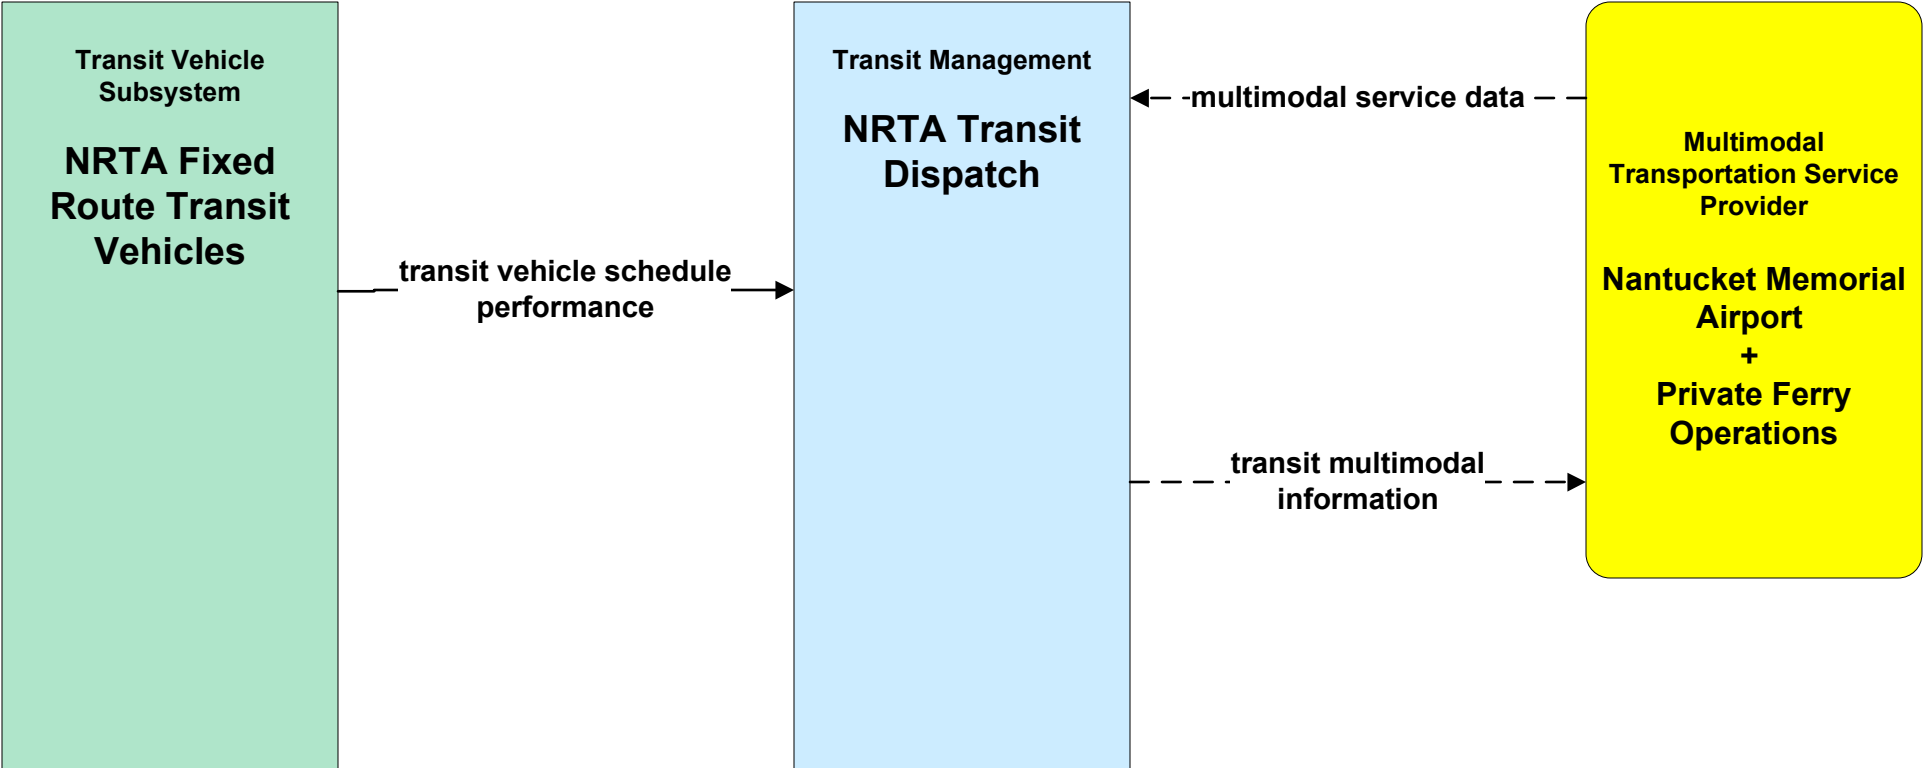 Transit Vehicle
Subsystem
NRTA Fixed
Route Transit
Vehicles
transit vehicle schedule
performance
Transit Management
NRTA Transit
Dispatch
multimodal service data
transit multimodal
information
Multimodal
Transportation Service
Provider
Nantucket Memorial
Airport
+
Private Ferry
Operations